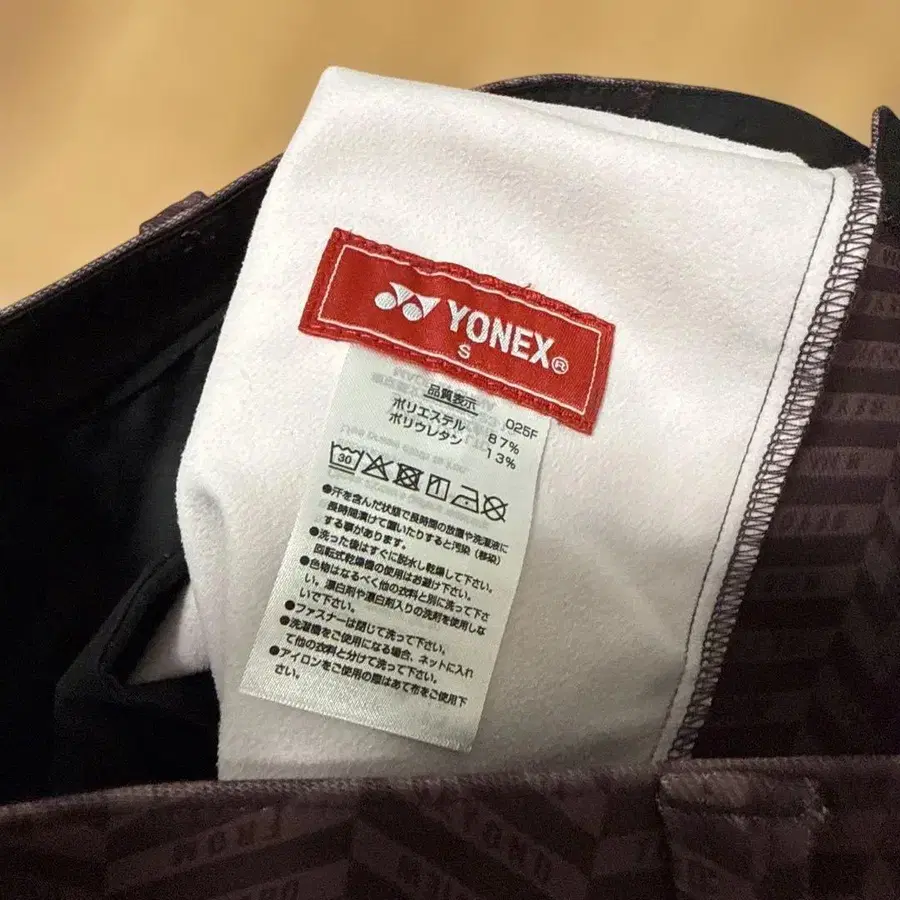 YONEX®
S
品質表示
025F
ポリエステル 87%
ポリウレタン 13%
30
●汗を含んだ状態で長時間の放置や洗濯液に
長時間漬けて置いたりすると汚染(移染)
する事があります。
●洗った後はすぐに脱水し乾燥して下さい。
回転式乾燥機の使用はお避け下さい。
●色物はなるべく他の衣料と別に洗って下さ
い。漂白剤や漂白剤入りの洗剤を使用しな
いで下さい。
●ファスナーは閉じて洗って下さい。
●洗濯機をご使用になる場合、ネットに入れ
て他の衣料と分けて洗って下さい。
●アイロンをご使用の際はあて布をご使用下
さい。